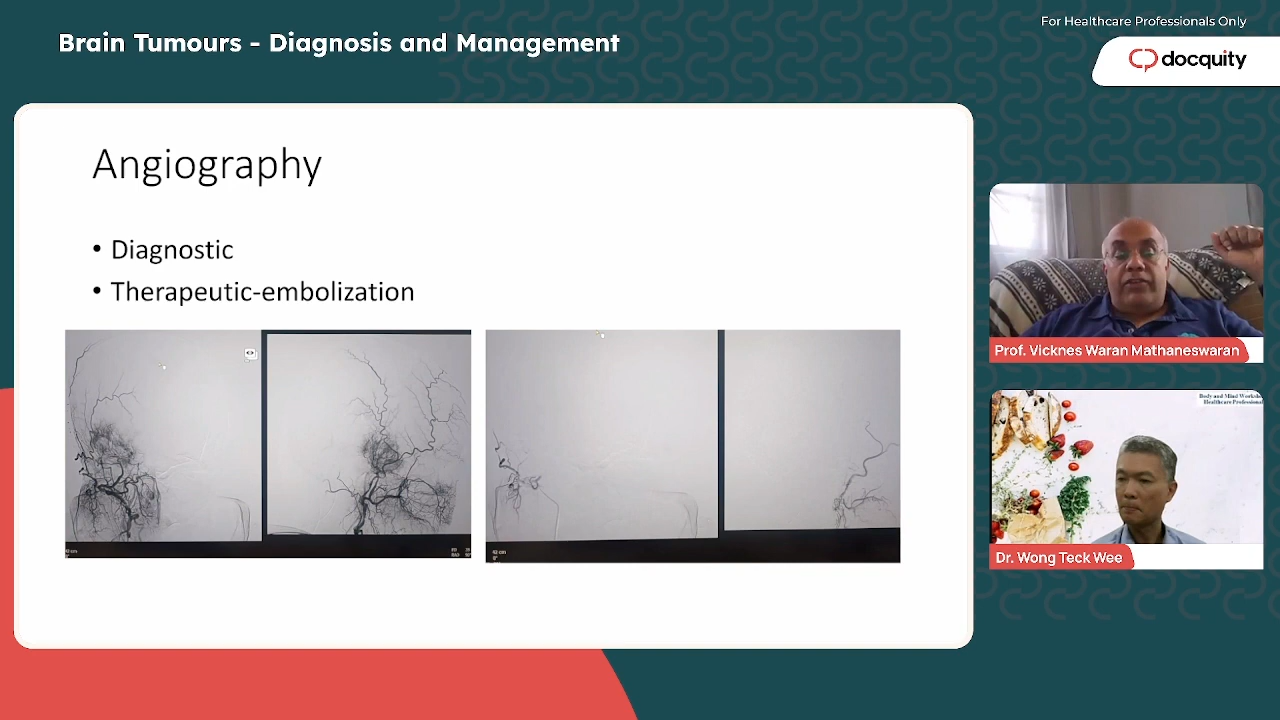 For Healthcare Professionals Only
Brain Tumours - Diagnosis and Management
docquity
Angiography
• Diagnostic
• Therapeutic-embolization
Prof. Vicknes Waran Mathaneswaran
Dr. Wong Teck Wee